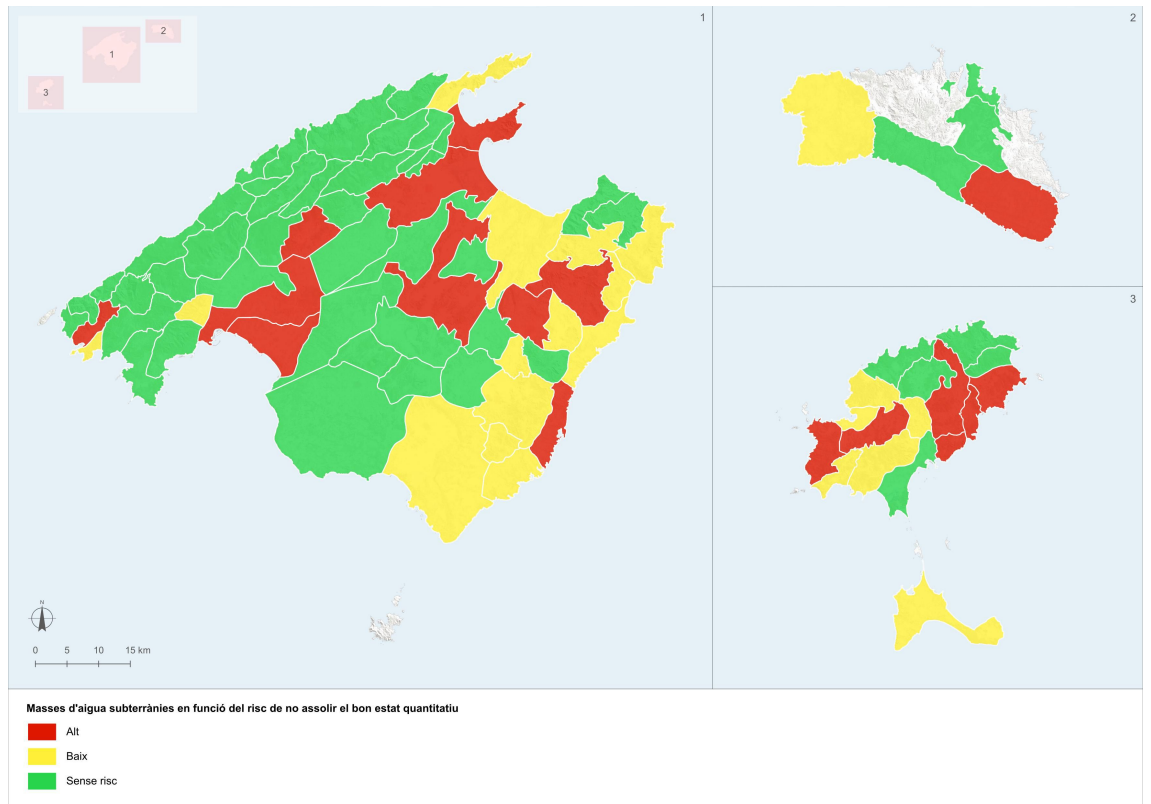 1
2
3
1
2
3
N
0 5 10 15 km
Masses d'aigua subterrànies en funció del risc de no assolir el bon estat quantitatiu
Alt
Baix
Sense risc